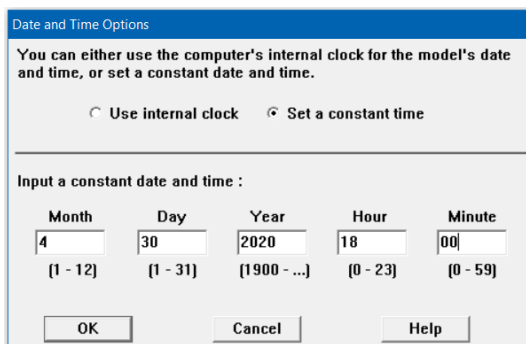 Date and Time Options
You can either use the computer's internal clock for the model's date
and time, or set a constant date and time.
Use internal clock Set a constant time
Input a constant date and time :
Month Day Year Hour Minute
4 30 2020 18 00
(1 - 12) (1 - 31) (1900 - ...) (0 - 23) (0 - 59)
OK Cancel Help